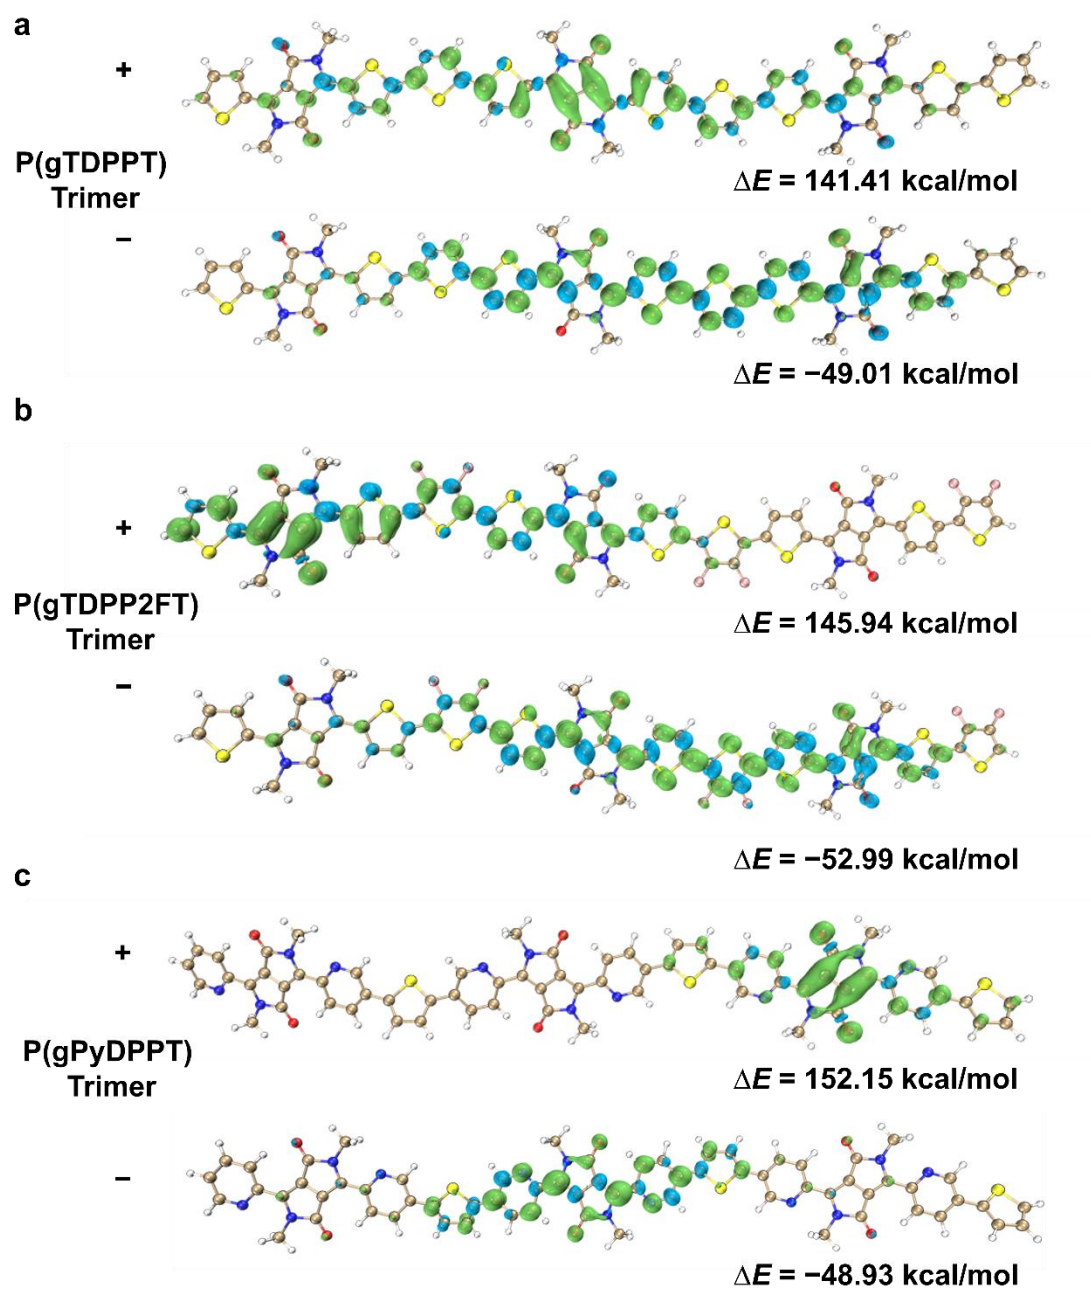 a
+
P(gTDPPT)
Trimer
ΔE = 141.41 kcal/mol
−
ΔE = −49.01 kcal/mol
b
+
P(gTDPP2FT)
Trimer
ΔE = 145.94 kcal/mol
−
ΔE = −52.99 kcal/mol
c
+
P(gPyDPPT)
Trimer
ΔE = 152.15 kcal/mol
−
ΔE = −48.93 kcal/mol